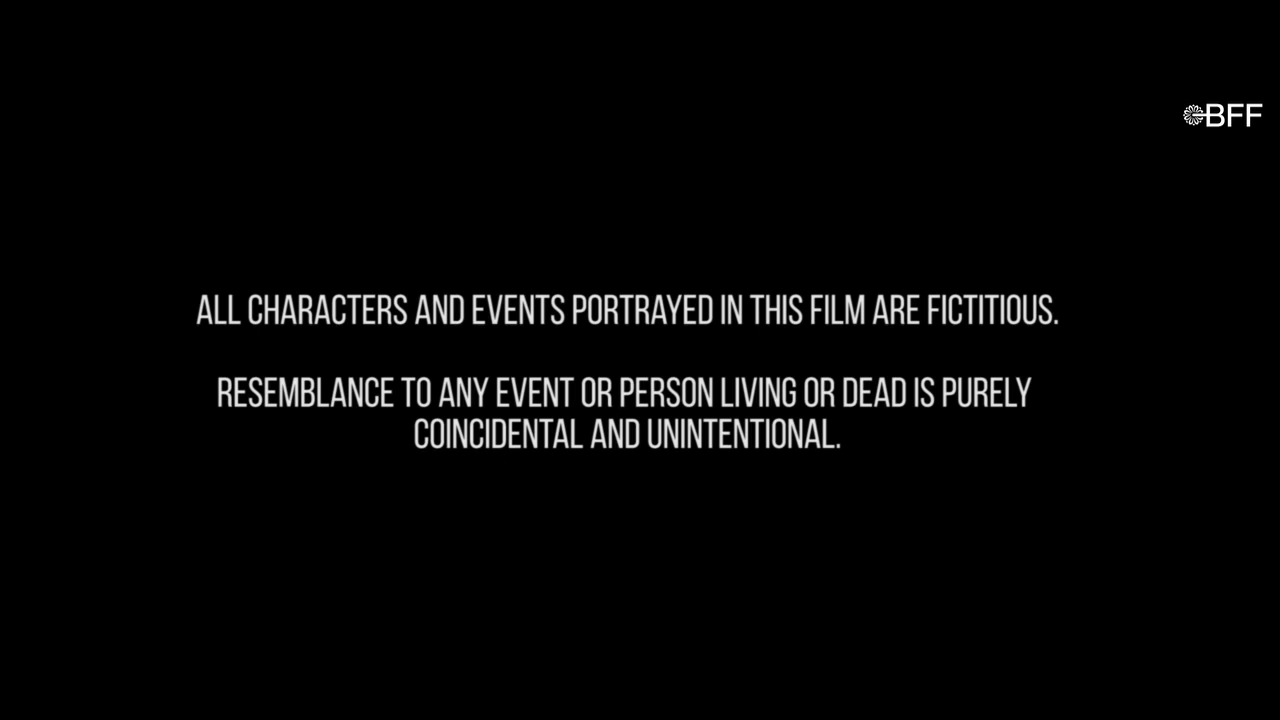 BFF
ALL CHARACTERS AND EVENTS PORTRAYED IN THIS FILM ARE FICTITIOUS.
RESEMBLANCE TO ANY EVENT OR PERSON LIVING OR DEAD IS PURELY
COINCIDENTAL AND UNINTENTIONAL.